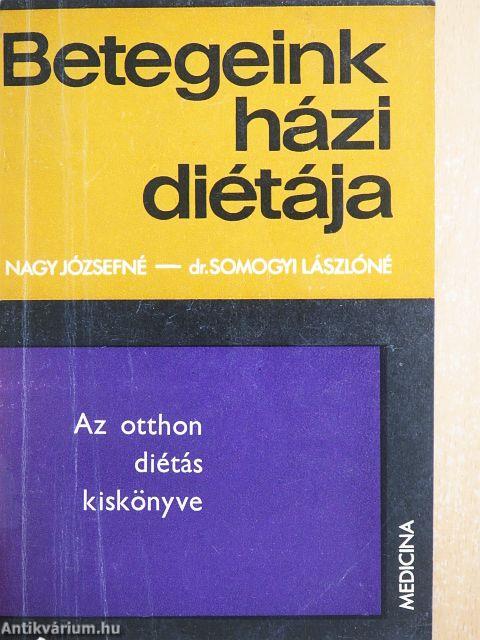 Betegeink
házi
diétája
NAGY JÓZSEFNÉ — dr. SOMOGYI LÁSZLÓNÉ
Az otthon
diétás
kiskönyve
MEDICINA
Antikvárium.hu